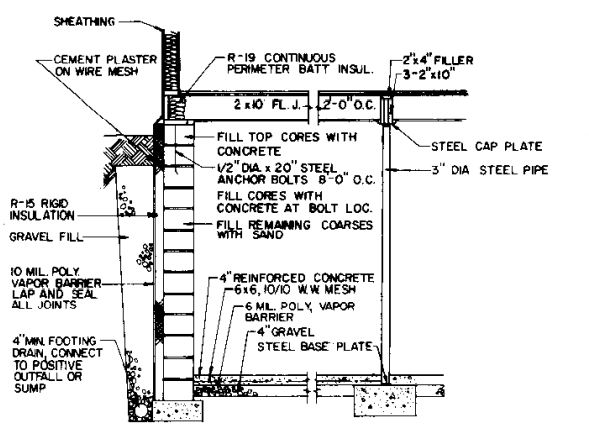 SHEATHING
CEMENT PLASTER
ON WIRE MESH
R-19 CONTINUOUS
PERIMETER BATT INSUL.
2"x4" FILLER
3-2"x10"
2x10 FL. J. 2'-0" O.C.
FILL TOP CORES WITH
CONCRETE
STEEL CAP PLATE
1/2" DIA. x 20" STEEL
ANCHOR BOLTS 8'-0" O.C.
3" DIA STEEL PIPE
FILL CORES WITH
CONCRETE AT BOLT LOC.
R-15 RIGID
INSULATION
FILL REMAINING COARSES
WITH SAND
GRAVEL FILL
10 MIL. POLY.
VAPOR BARRIER
LAP AND SEAL
ALL JOINTS
4" REINFORCED CONCRETE
6x6, 10/10 W.W. MESH
6 MIL. POLY, VAPOR
BARRIER
4" GRAVEL
STEEL BASE PLATE
4" MIN. FOOTING
DRAIN, CONNECT
TO POSITIVE
OUTFALL OR
SUMP